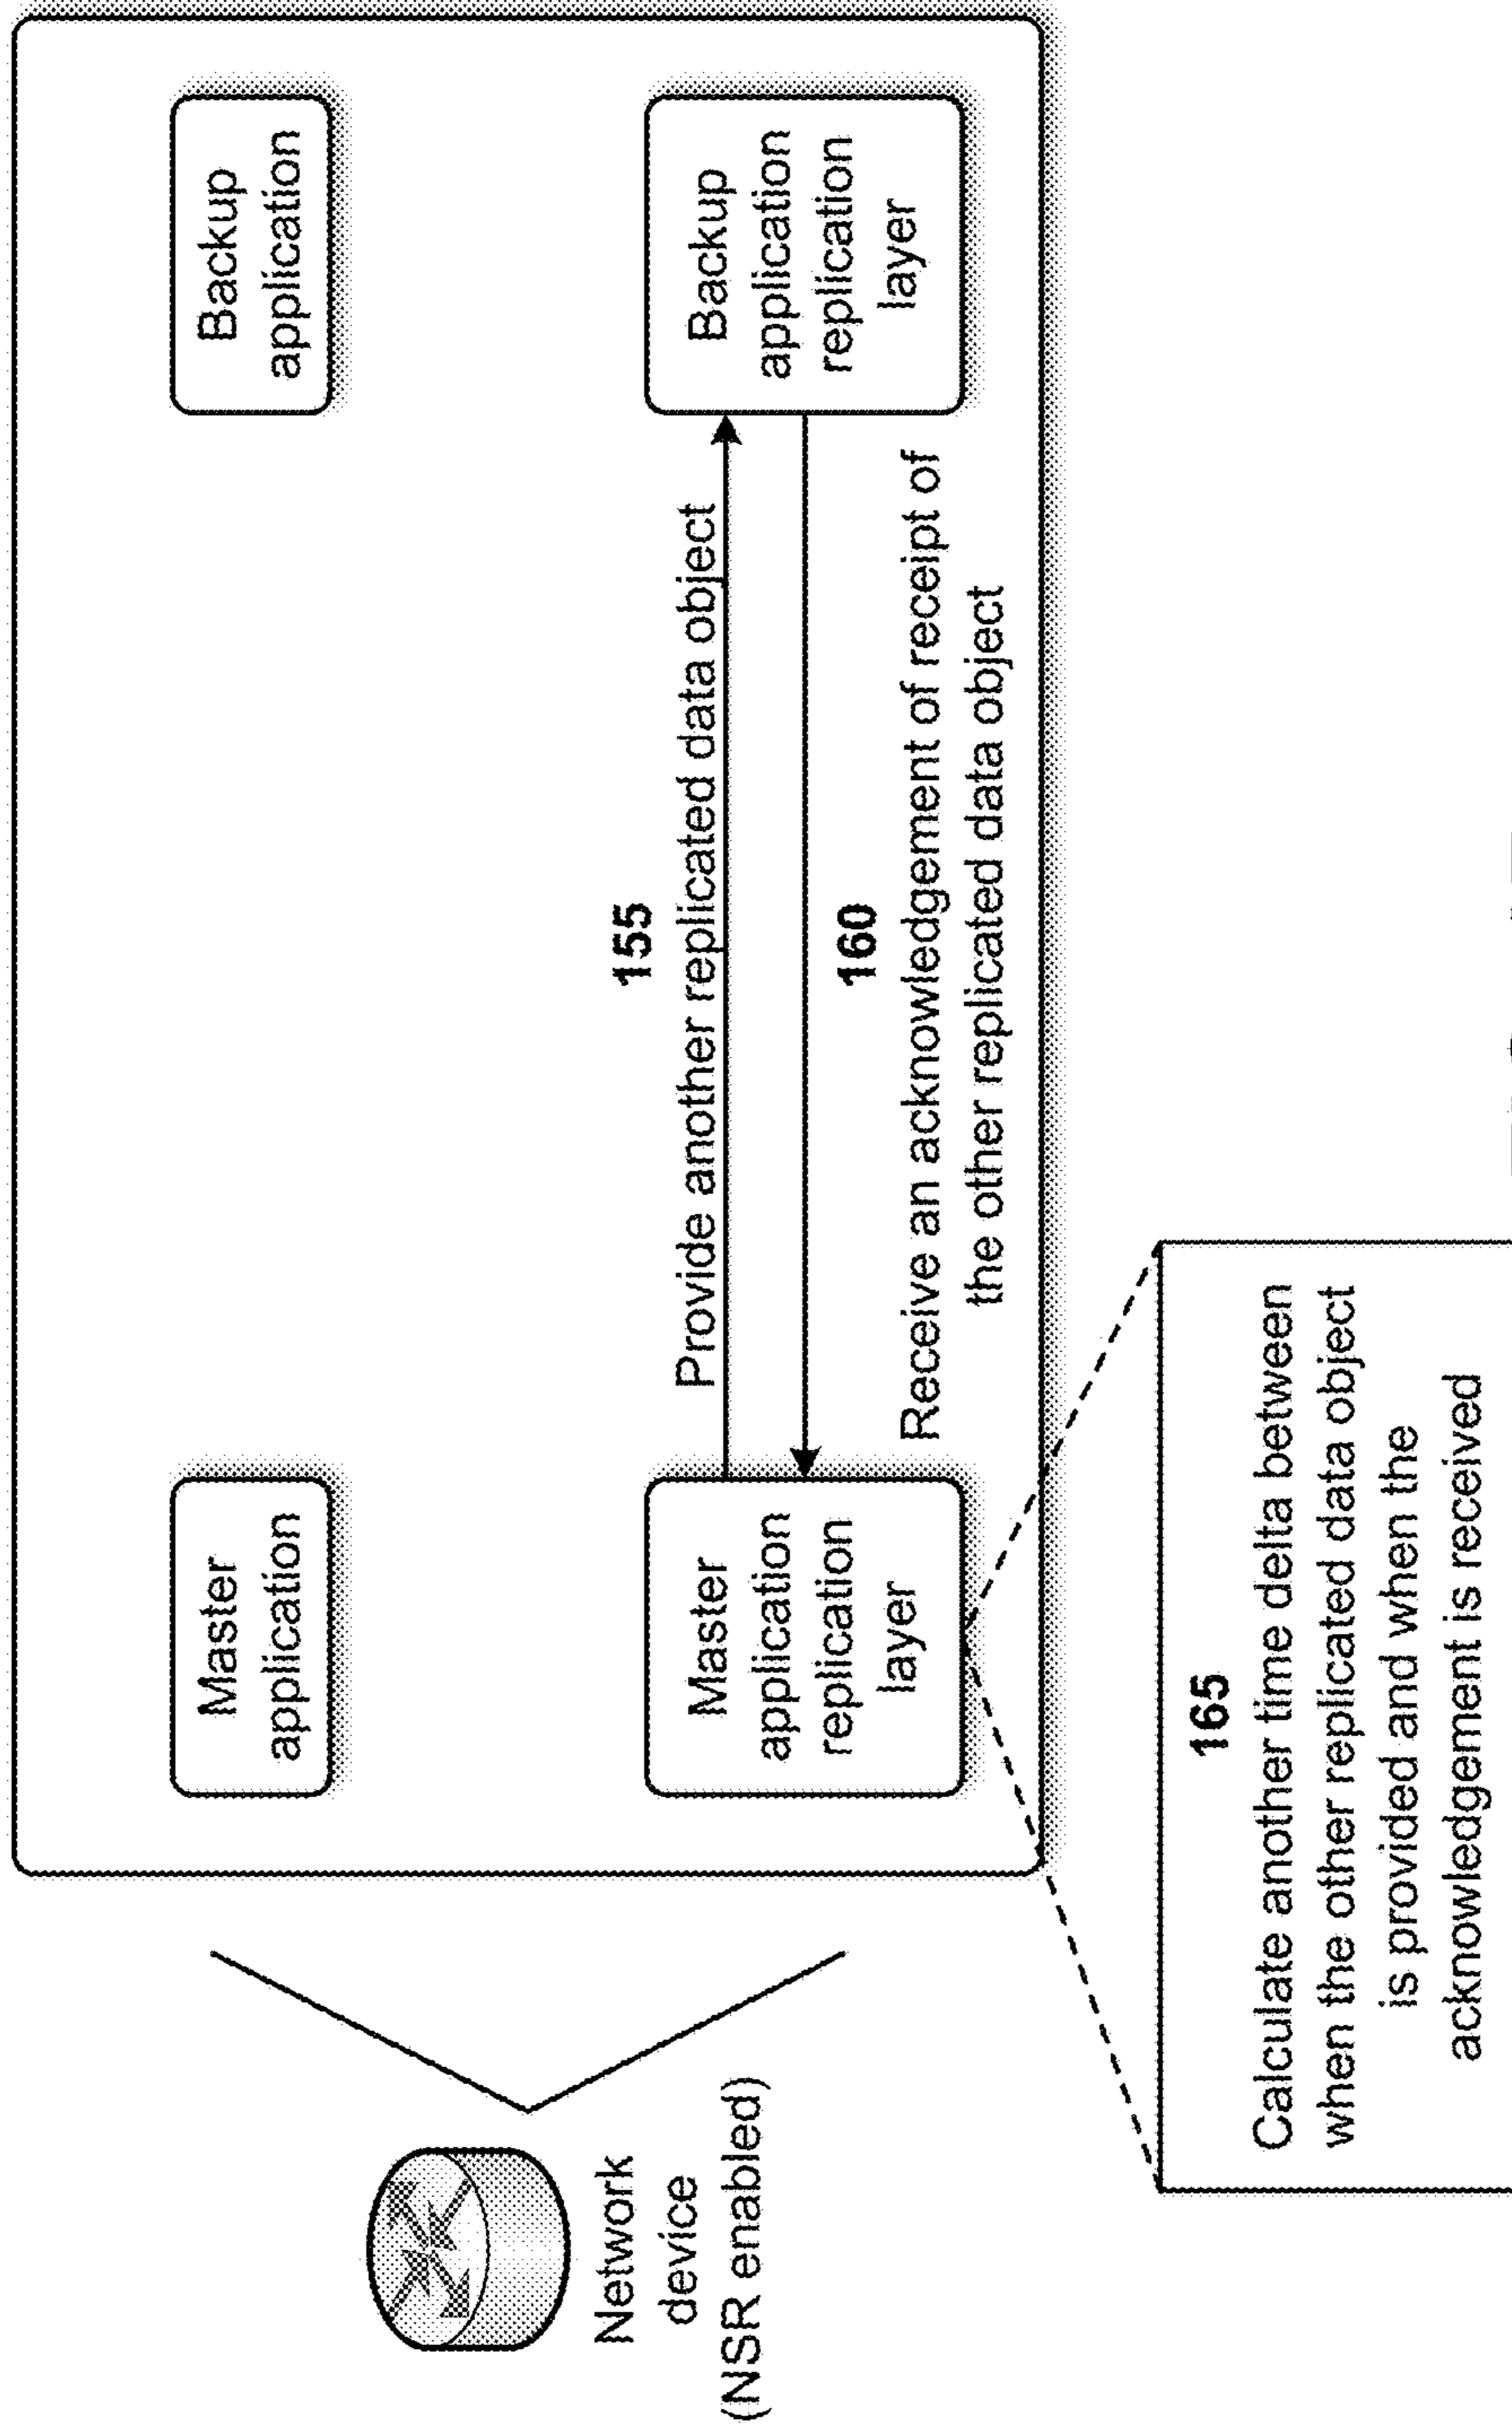 Network
device
(NSR enabled)
Master
application
Backup
application
Master
application
replication
layer
155
Provide another replicated data object
160
Receive an acknowledgement of receipt of
the other replicated data object
Backup
application
replication
layer
165
Calculate another time delta between
when the other replicated data object
is provided and when the
acknowledgement is received